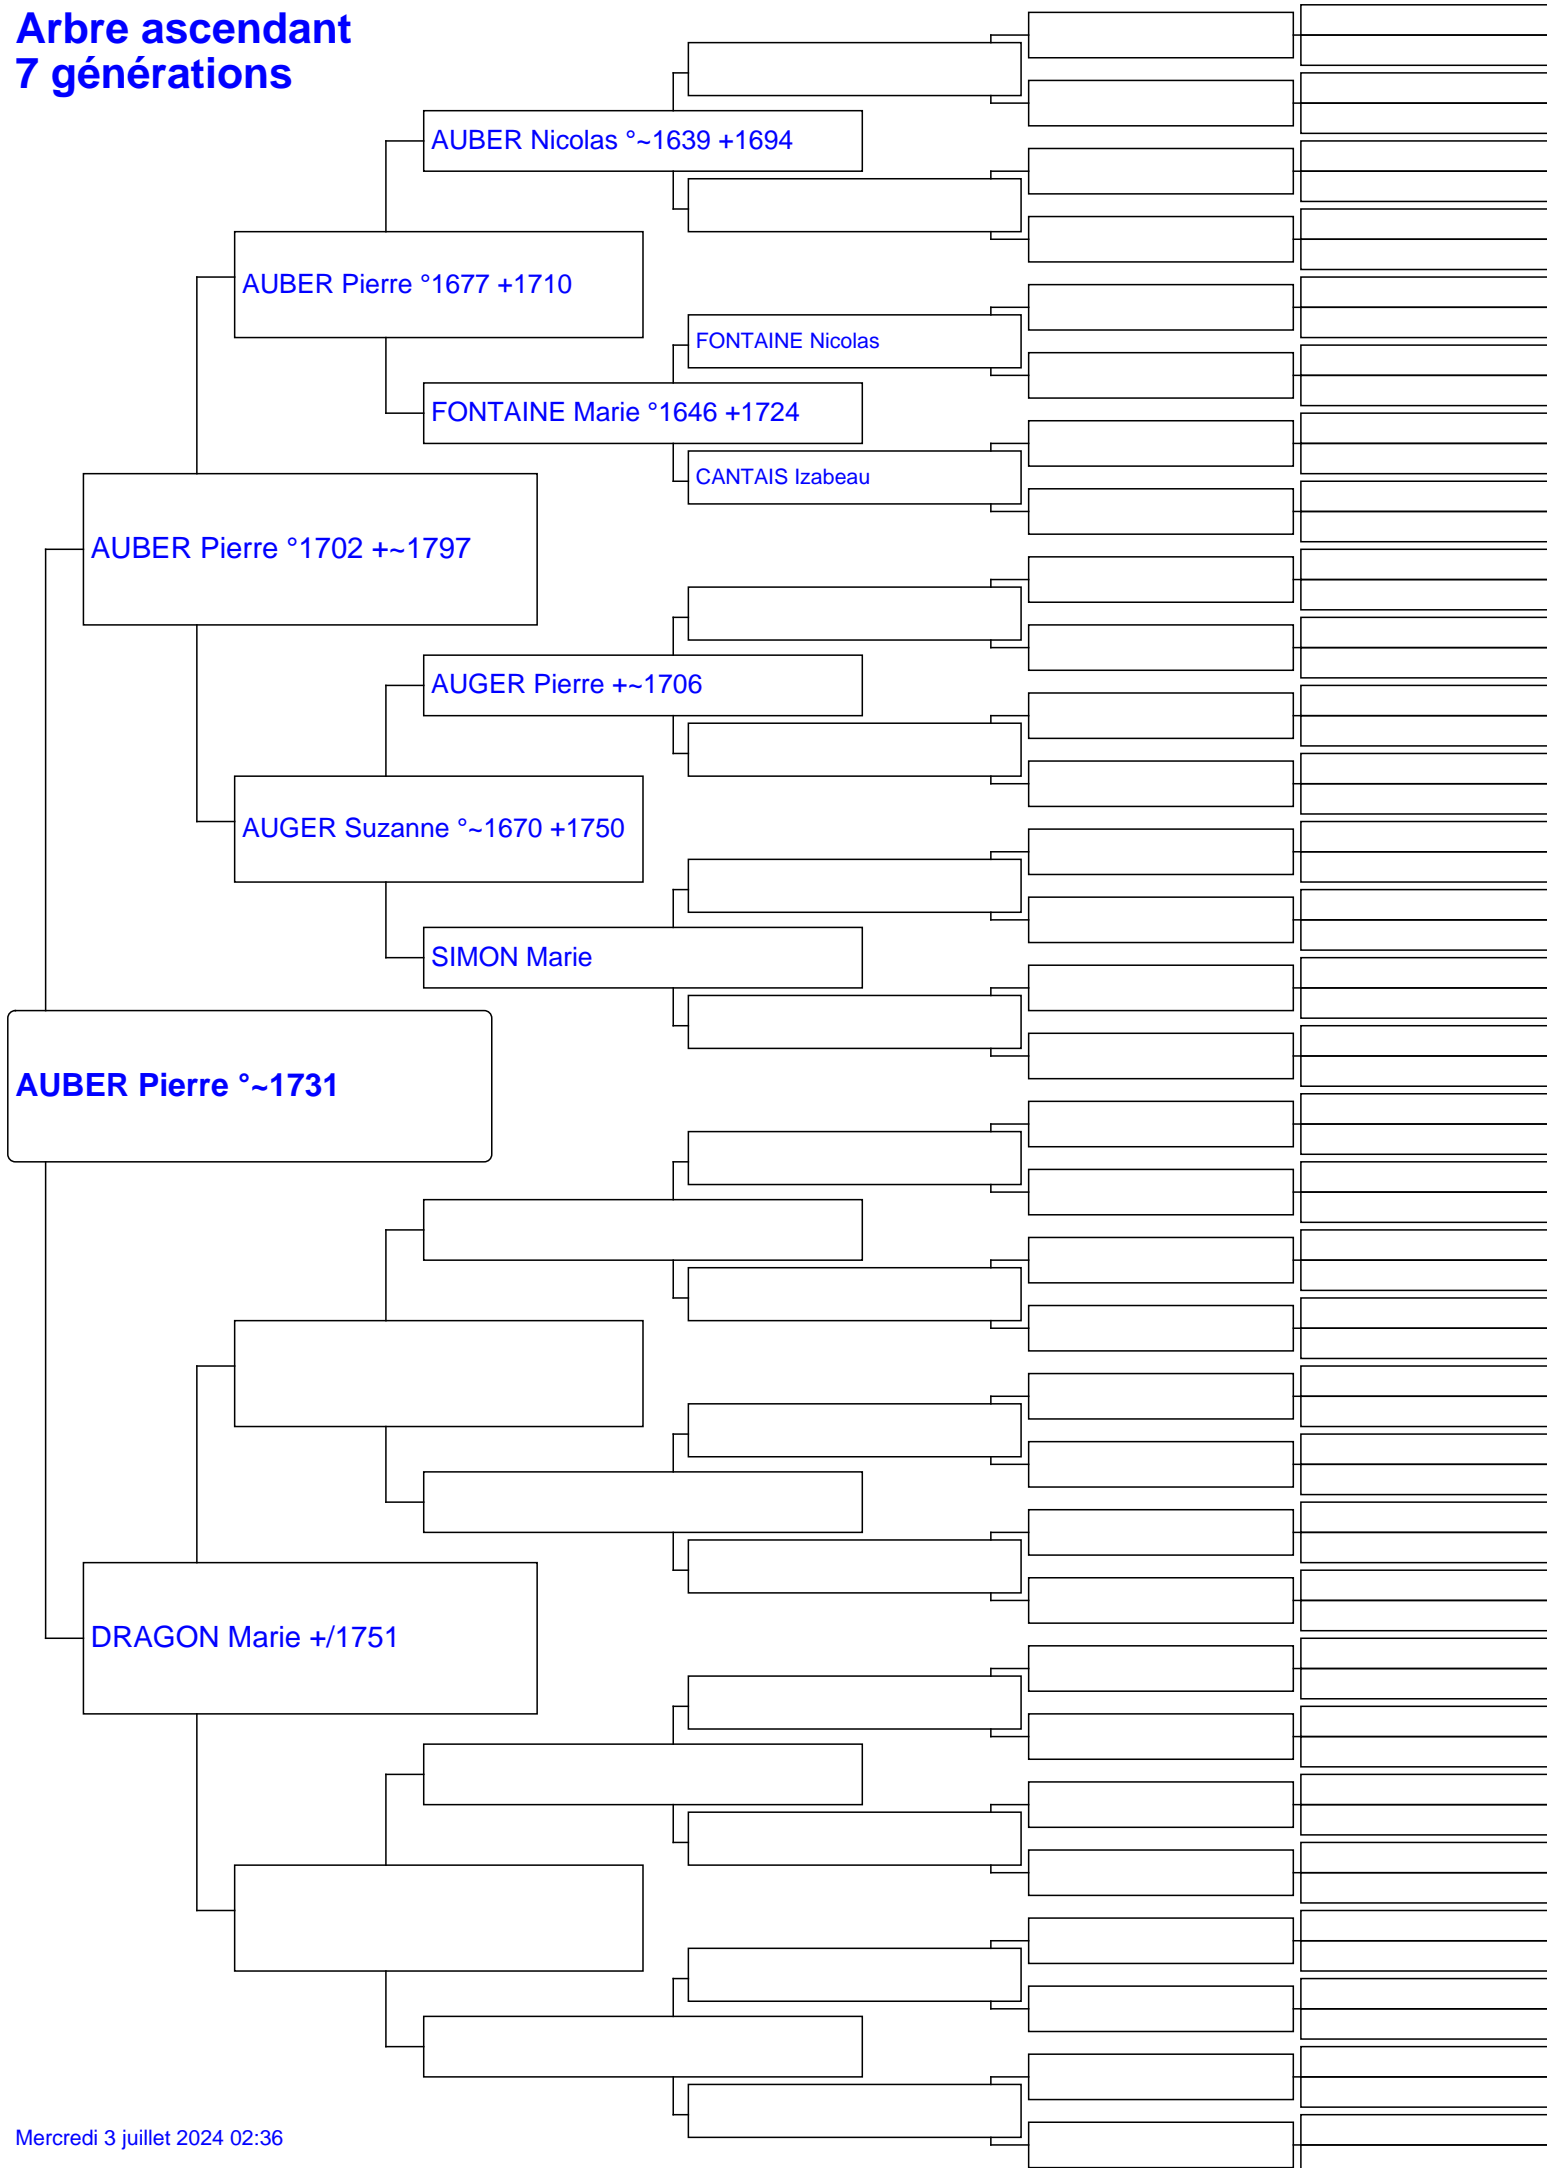 Arbre ascendant
7 générations
AUBER Nicolas °~1639 +1694
AUBER Pierre °1677 +1710
FONTAINE Nicolas
FONTAINE Marie °1646 +1724
CANTAIS Izabeau
AUBER Pierre °1702 +~1797
AUGER Pierre +~1706
AUGER Suzanne °~1670 +1750
SIMON Marie
AUBER Pierre °~1731
DRAGON Marie +/1751
Mercredi 3 juillet 2024 02:36